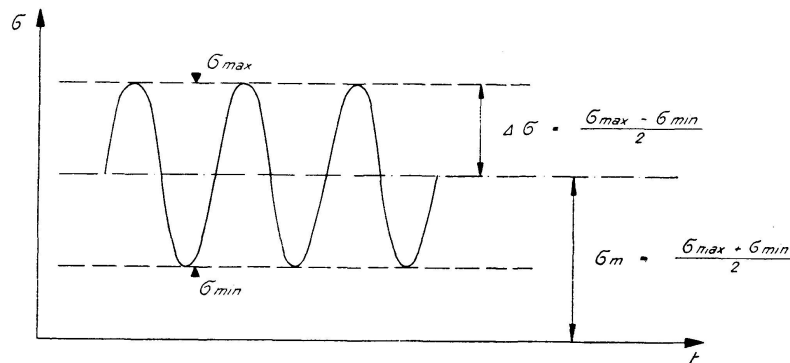 σ
σmax
Δσ = (σmax - σmin) / 2
σm = (σmax + σmin) / 2
σmin
t